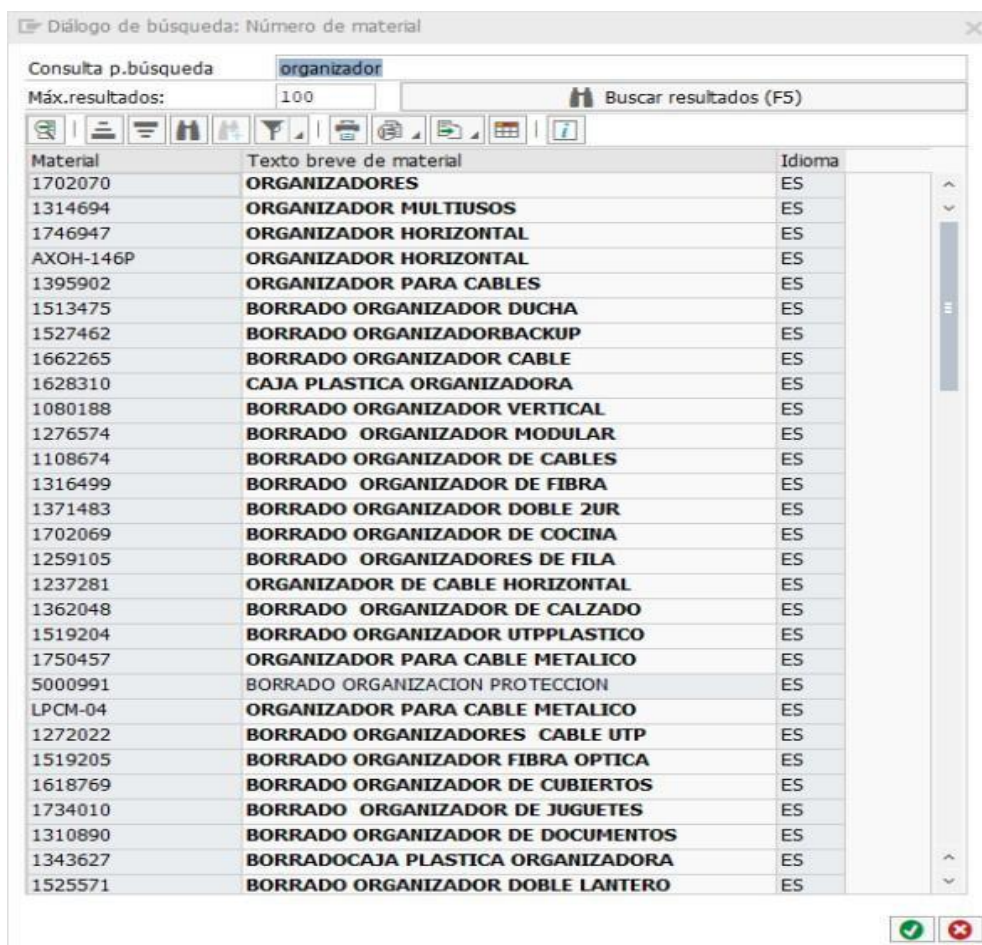 Diálogo de búsqueda: Número de material
Consulta p.búsqueda organizador
Máx.resultados: 100 Buscar resultados (F5)
Material Texto breve de material Idioma
1702070 ORGANIZADORES ES
1314694 ORGANIZADOR MULTIUSOS ES
1746947 ORGANIZADOR HORIZONTAL ES
AXOH-146P ORGANIZADOR HORIZONTAL ES
1395902 ORGANIZADOR PARA CABLES ES
1513475 BORRADO ORGANIZADOR DUCHA ES
1527462 BORRADO ORGANIZADORBACKUP ES
1662265 BORRADO ORGANIZADOR CABLE ES
1628310 CAJA PLASTICA ORGANIZADORA ES
1080188 BORRADO ORGANIZADOR VERTICAL ES
1276574 BORRADO  ORGANIZADOR MODULAR ES
1108674 BORRADO ORGANIZADOR DE CABLES ES
1316499 BORRADO  ORGANIZADOR DE FIBRA ES
1371483 BORRADO ORGANIZADOR DOBLE 2UR ES
1702069 BORRADO ORGANIZADOR DE COCINA ES
1259105 BORRADO  ORGANIZADORES DE FILA ES
1237281 ORGANIZADOR DE CABLE HORIZONTAL ES
1362048 BORRADO  ORGANIZADOR DE CALZADO ES
1519204 BORRADO ORGANIZADOR UTPPLASTICO ES
1750457 ORGANIZADOR PARA CABLE METALICO ES
5000991 BORRADO ORGANIZACION PROTECCION ES
LPCM-04 ORGANIZADOR PARA CABLE METALICO ES
1272022 BORRADO ORGANIZADORES  CABLE UTP ES
1519205 BORRADO ORGANIZADOR FIBRA OPTICA ES
1618769 BORRADO ORGANIZADOR DE CUBIERTOS ES
1734010 BORRADO  ORGANIZADOR DE JUGUETES ES
1310890 BORRADO ORGANIZADOR DE DOCUMENTOS ES
1343627 BORRADOCAJA PLASTICA ORGANIZADORA ES
1525571 BORRADO ORGANIZADOR DOBLE LANTERO ES